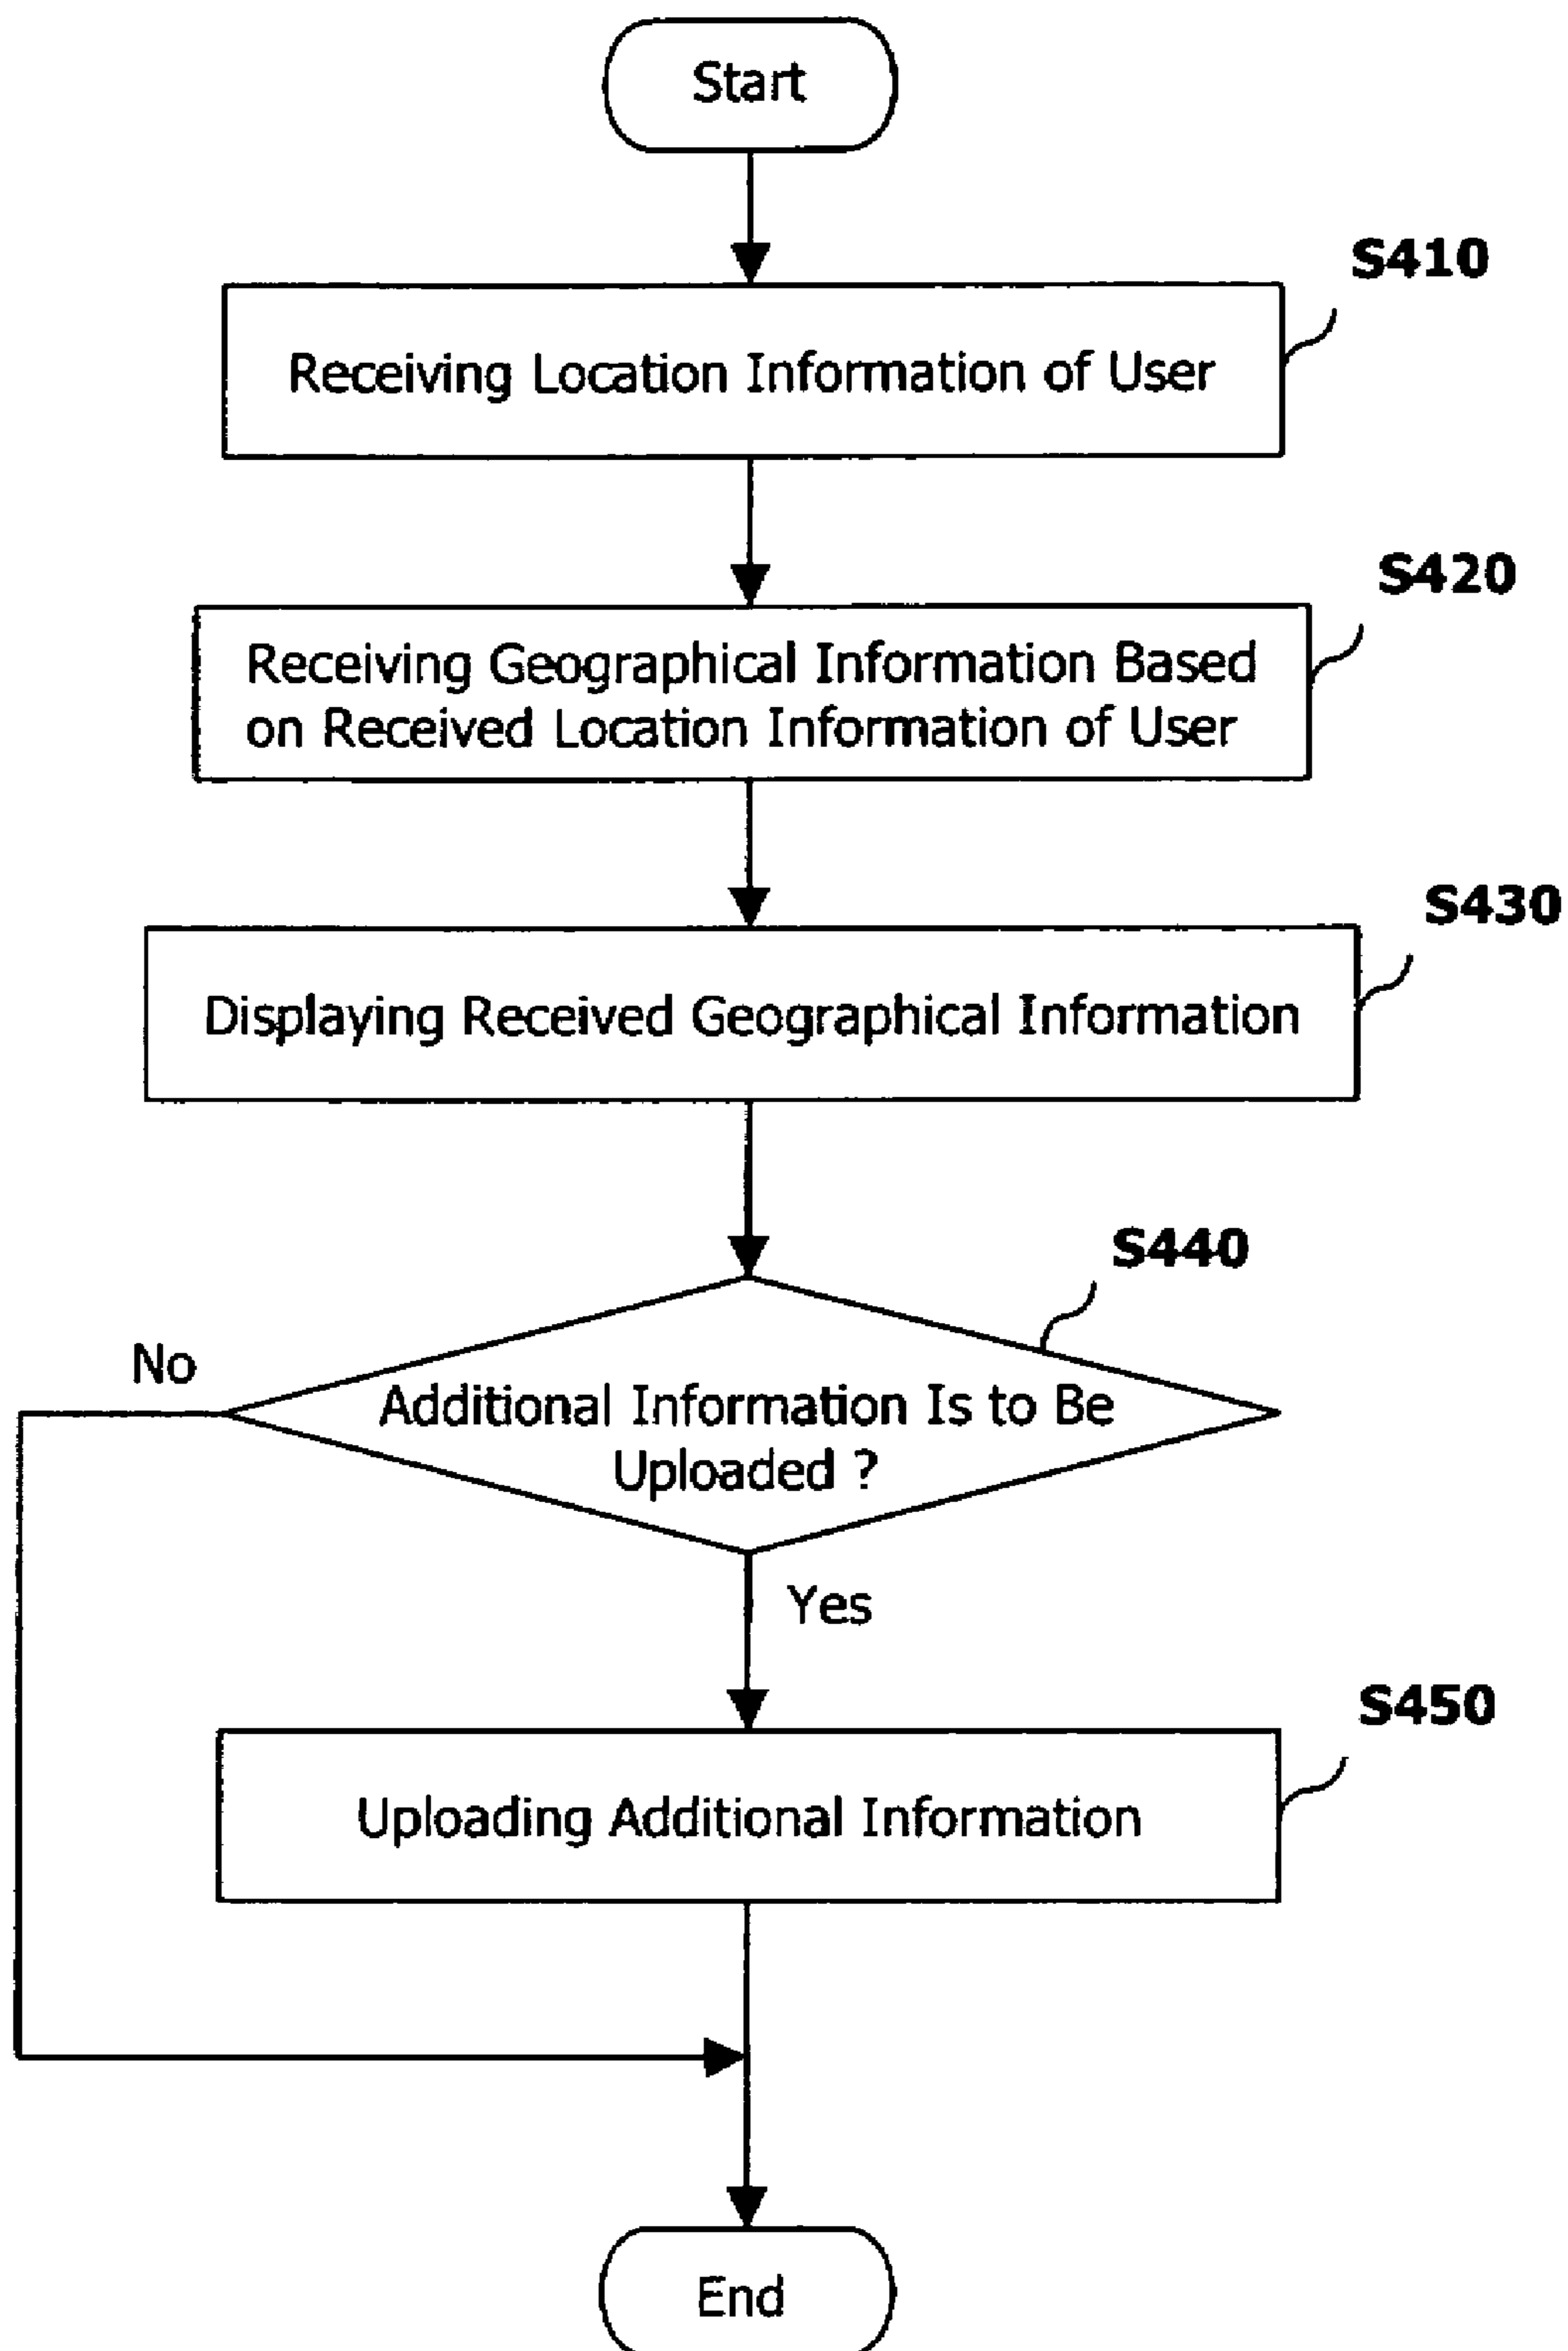 Start
S410
Receiving Location Information of User
S420
Receiving Geographical Information Based
on Received Location Information of User
S430
Displaying Received Geographical Information
S440
No
Additional Information Is to Be
Uploaded ?
Yes
S450
Uploading Additional Information
End